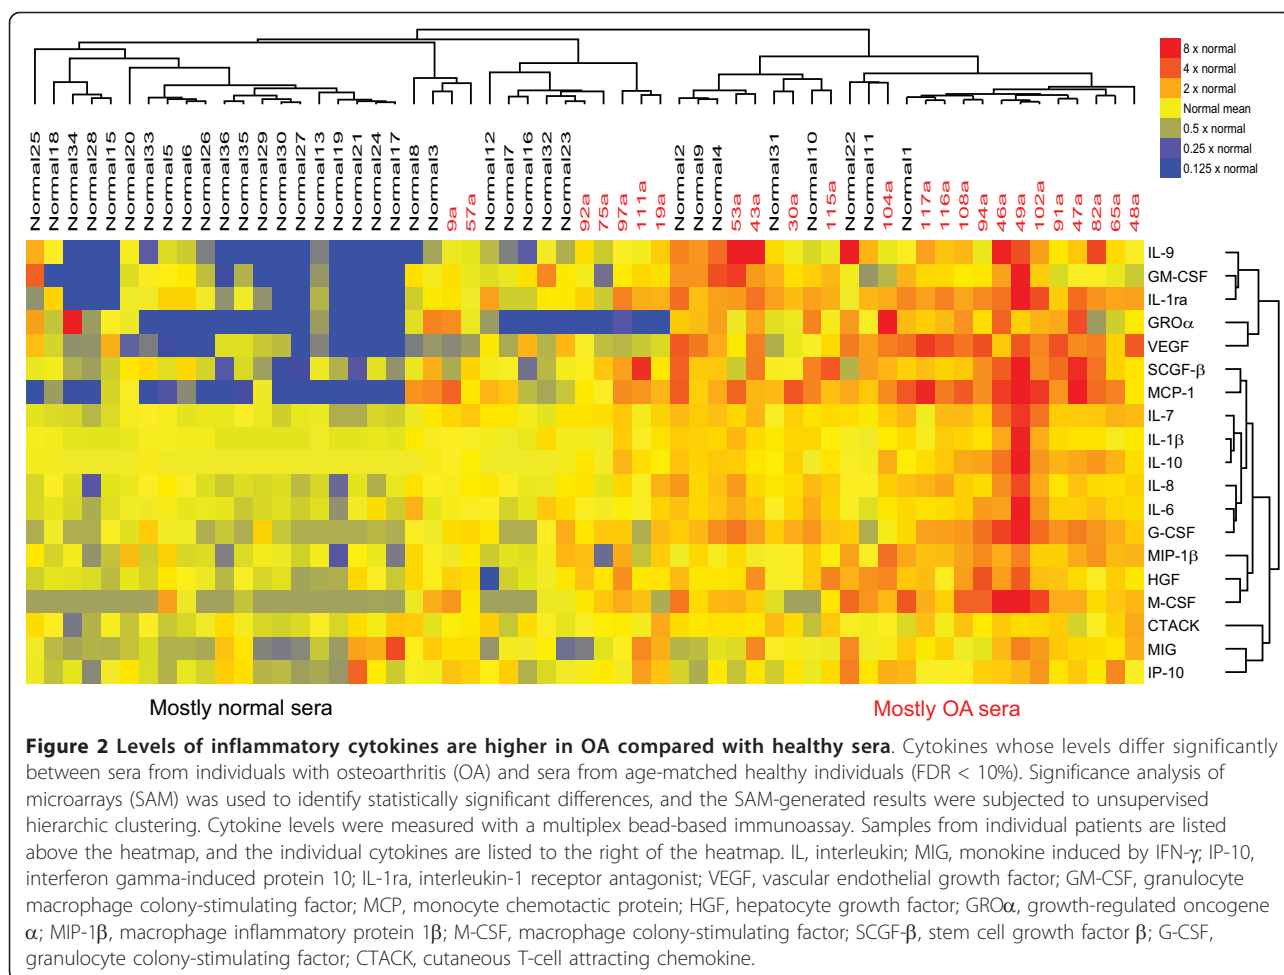 8 x normal
4 x normal
2 x normal
Normal mean
0.5 x normal
0.25 x normal
0.125 x normal
Normal25
Normal18
Normal34
Normal28
Normal15
Normal20
Normal33
Normal5
Normal6
Normal26
Normal36
Normal35
Normal29
Normal30
Normal27
Normal13
Normal19
Normal21
Normal24
Normal17
Normal8
Normal3
9a
57a
Normal12
Normal7
Normal16
Normal32
Normal23
92a
75a
97a
111a
19a
Normal2
Normal9
Normal4
53a
43a
Normal31
30a
Normal10
115a
Normal22
Normal11
104a
Normal1
117a
116a
108a
94a
46a
49a
102a
91a
47a
82a
65a
48a
IL-9
GM-CSF
IL-1ra
GROα
VEGF
SCGF-β
MCP-1
IL-7
IL-1β
IL-10
IL-8
IL-6
G-CSF
MIP-1β
HGF
M-CSF
CTACK
MIG
IP-10
Mostly normal sera
Mostly OA sera
Figure 2 Levels of inflammatory cytokines are higher in OA compared with healthy sera. Cytokines whose levels differ significantly
between sera from individuals with osteoarthritis (OA) and sera from age-matched healthy individuals (FDR < 10%). Significance analysis of
microarrays (SAM) was used to identify statistically significant differences, and the SAM-generated results were subjected to unsupervised
hierarchic clustering. Cytokine levels were measured with a multiplex bead-based immunoassay. Samples from individual patients are listed
above the heatmap, and the individual cytokines are listed to the right of the heatmap. IL, interleukin; MIG, monokine induced by IFN-γ; IP-10,
interferon gamma-induced protein 10; IL-1ra, interleukin-1 receptor antagonist; VEGF, vascular endothelial growth factor; GM-CSF, granulocyte
macrophage colony-stimulating factor; MCP, monocyte chemotactic protein; HGF, hepatocyte growth factor; GROα, growth-regulated oncogene
α; MIP-1β, macrophage inflammatory protein 1β; M-CSF, macrophage colony-stimulating factor; SCGF-β, stem cell growth factor β; G-CSF,
granulocyte colony-stimulating factor; CTACK, cutaneous T-cell attracting chemokine.